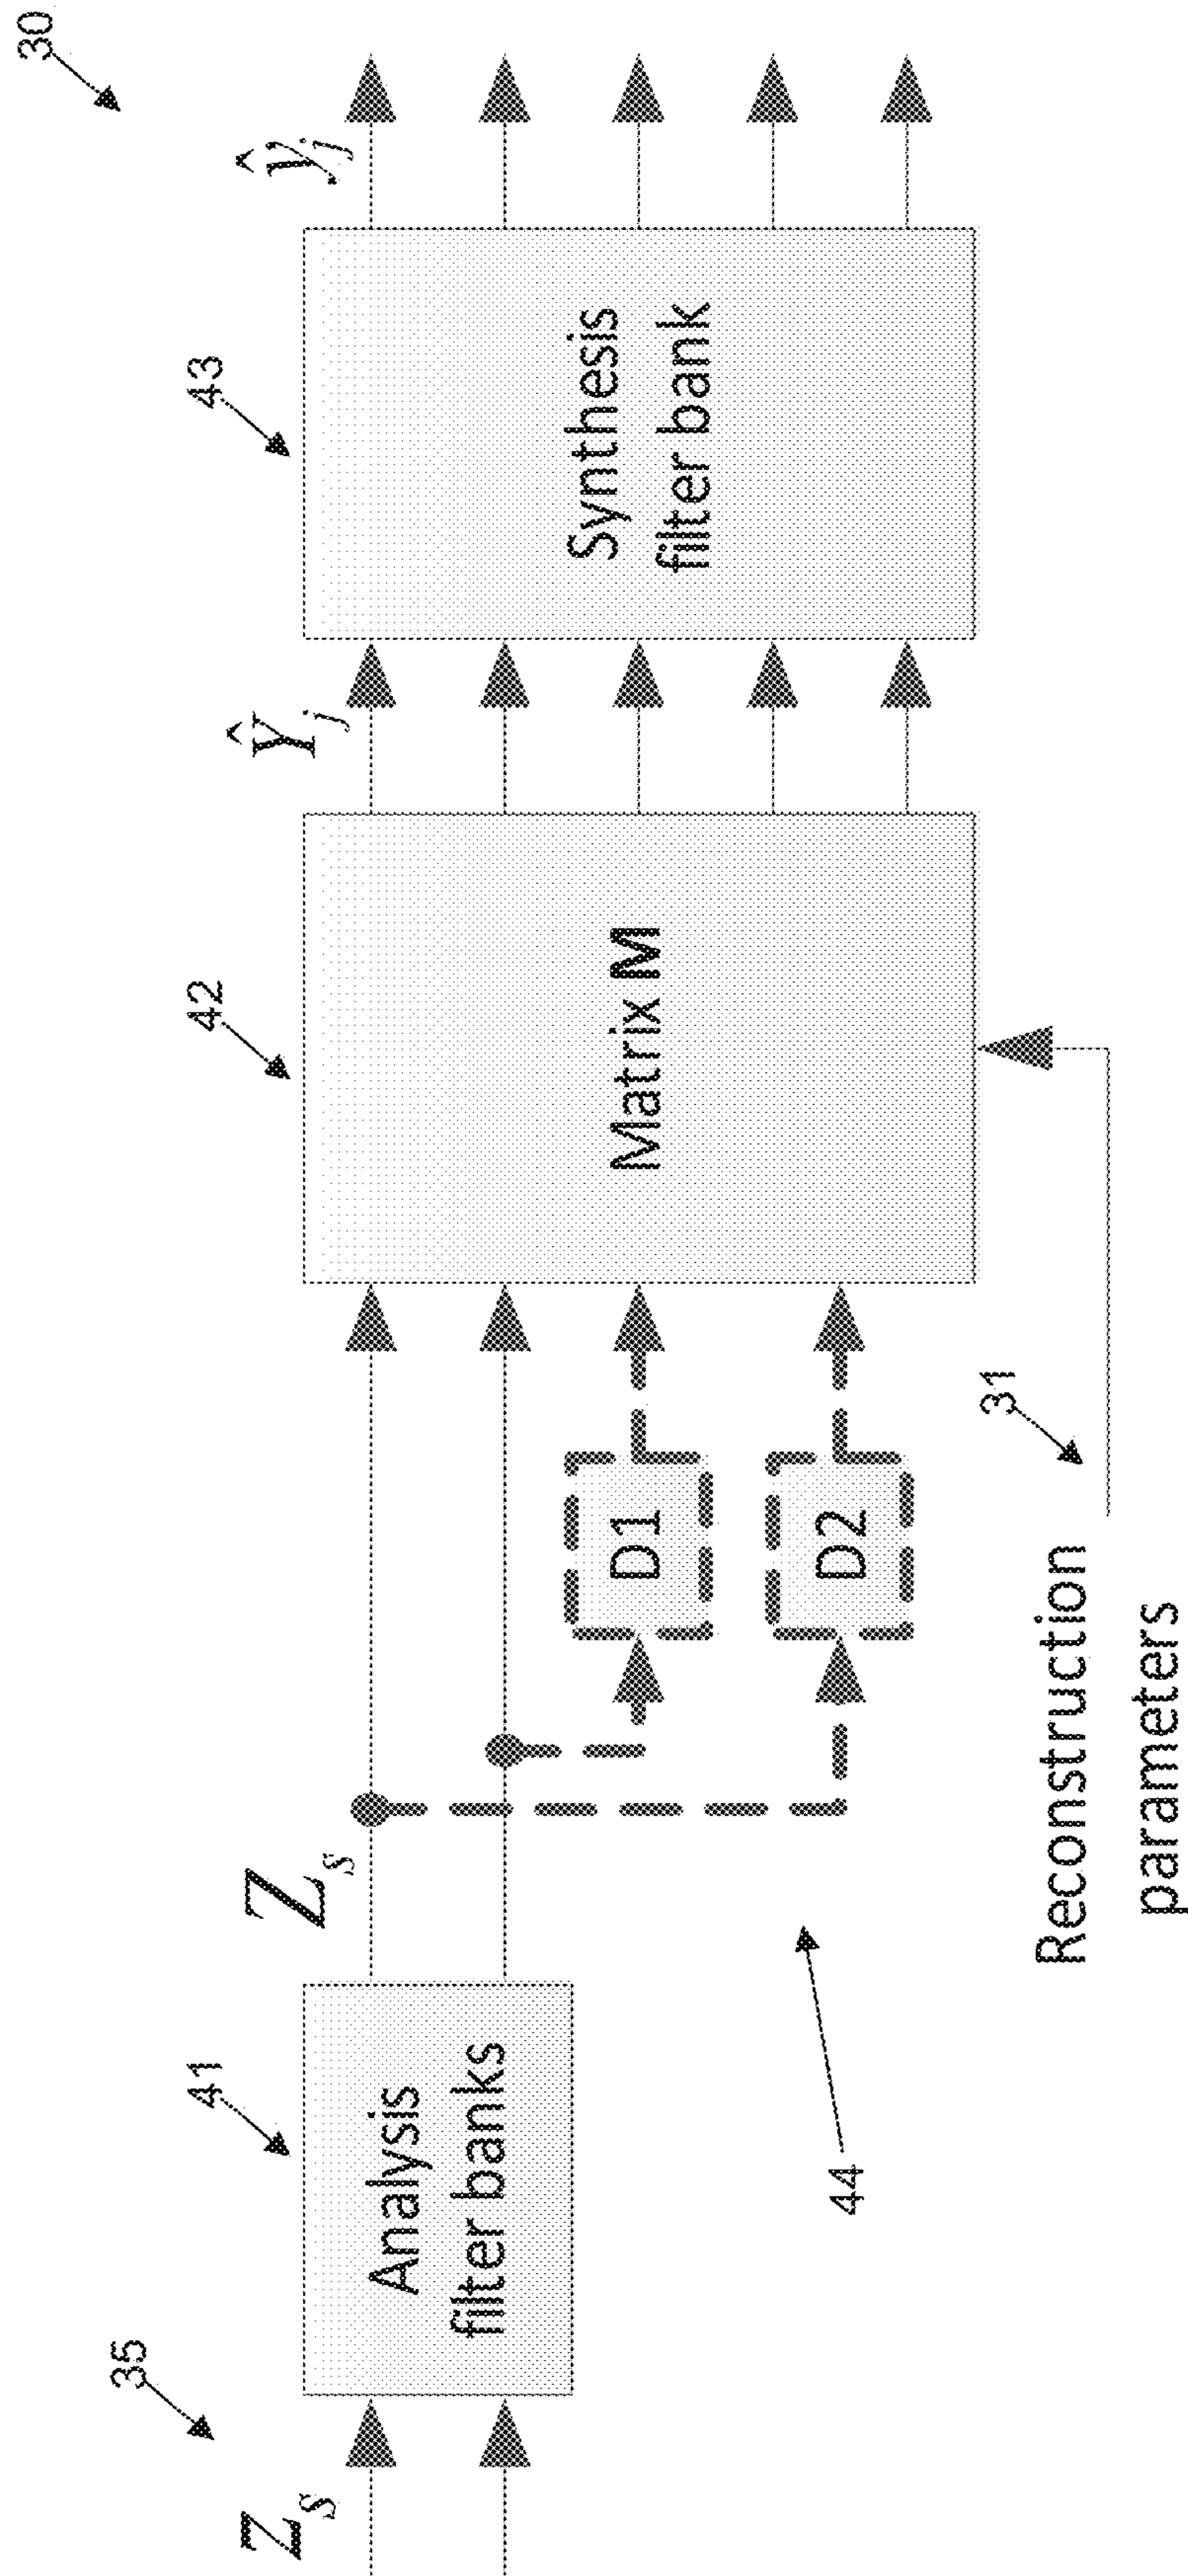 30
35
41
42
43
z_s
Z_s
Ŷ_j
ŷ_j
Analysis
filter banks
Matrix M
Synthesis
filter bank
D1
D2
44
31
Reconstruction
parameters